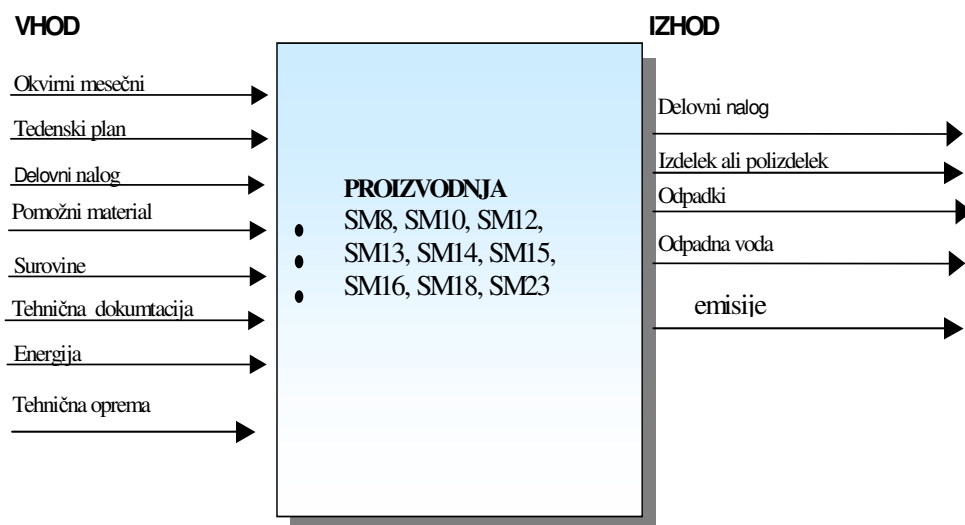 VHOD
Okvirni mesečni
Tedenski plan
Delovni nalog
Pomožni material
Surovine
Tehnična dokumtacija
Energija
Tehnična oprema
PROIZVODNJA
SM8, SM10, SM12,
SM13, SM14, SM15,
SM16, SM18, SM23
IZHOD
Delovni nalog
Izdelek ali polizdelek
Odpadki
Odpadna voda
emisije